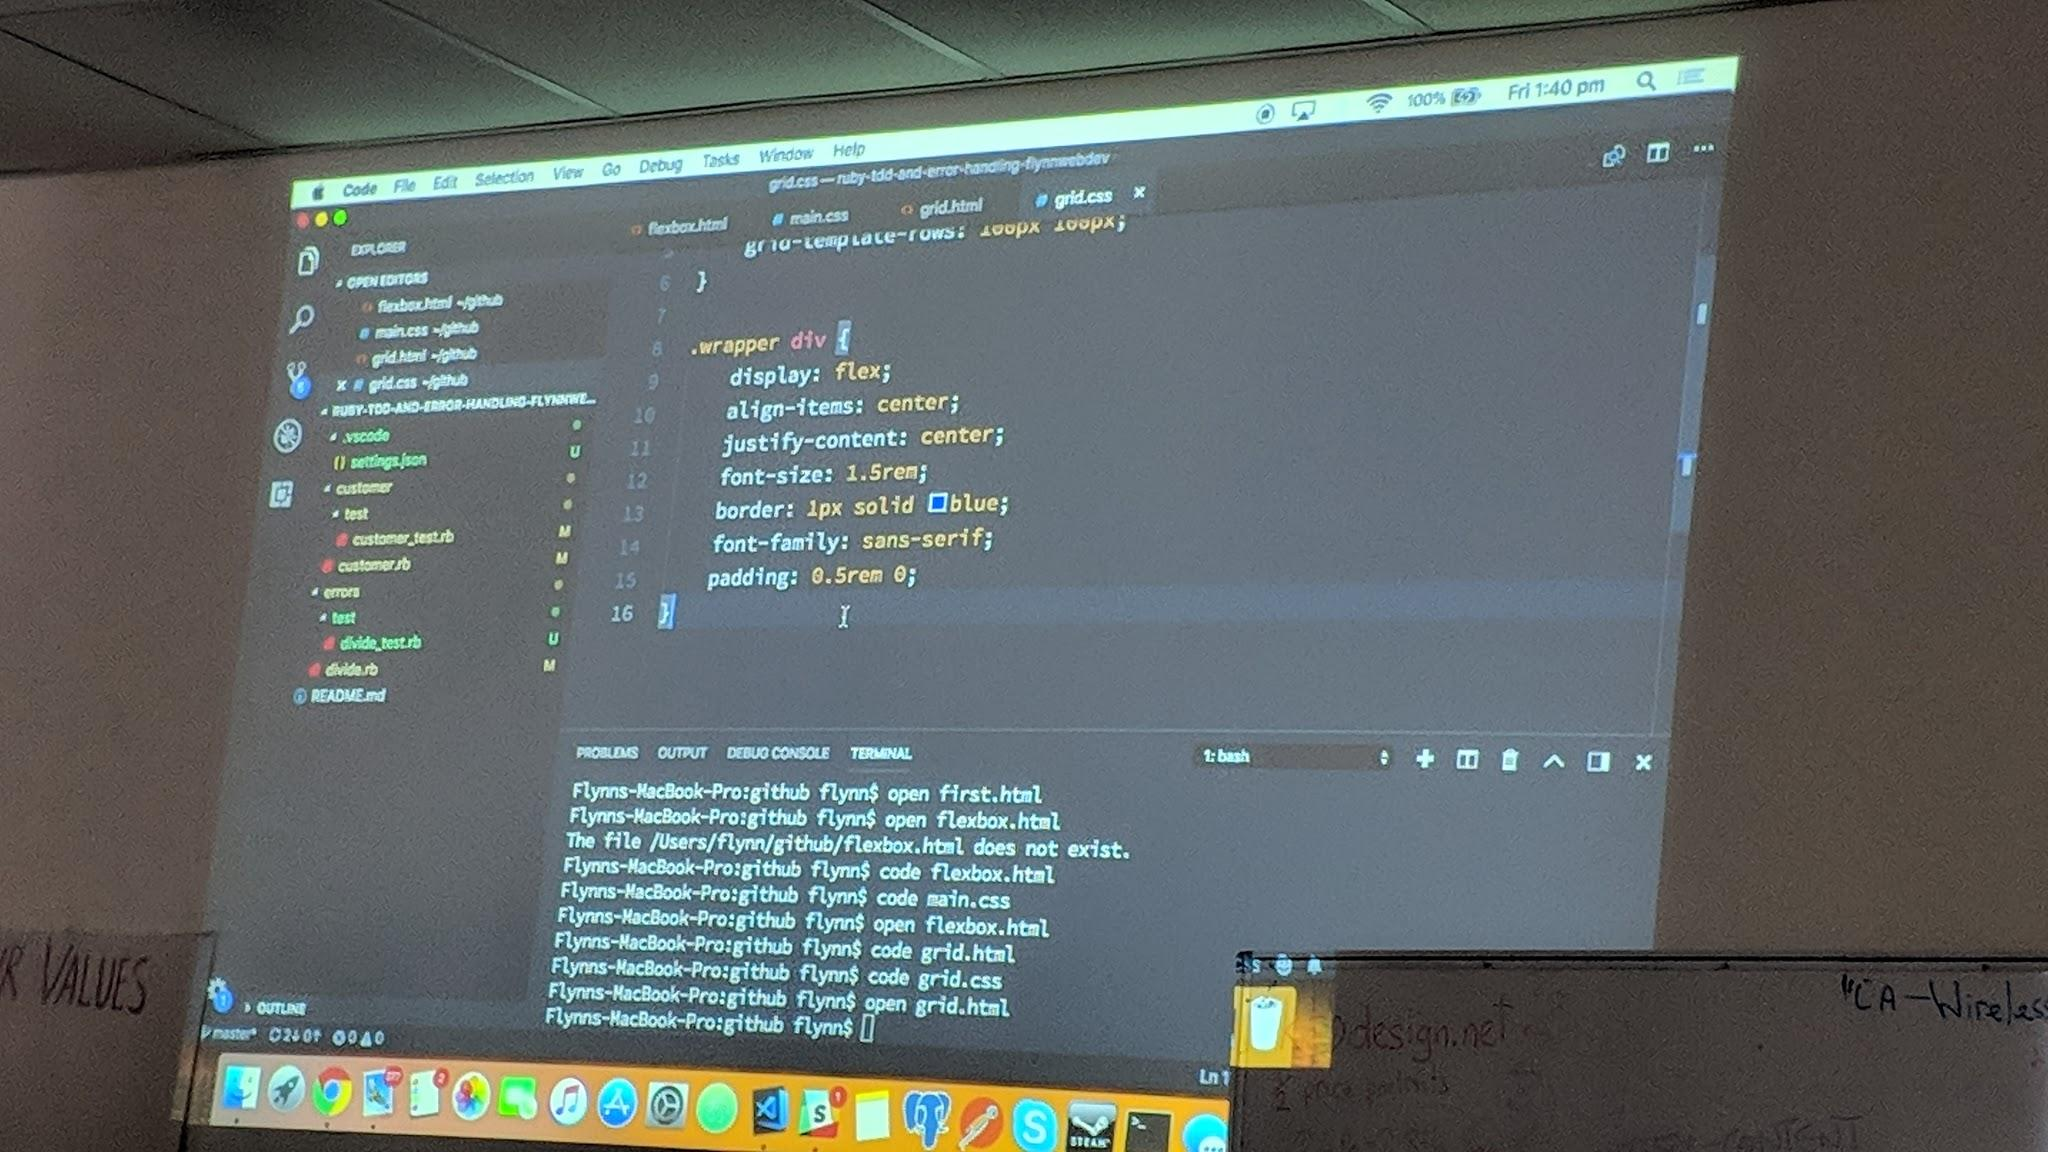 Code File Edit Selection View Go Debug Tasks Window Help
100% Fri 1:40 pm
grid.css — ruby-tdd-and-error-handling-flynnwebdev
flexbox.html main.css grid.html grid.css ×
EXPLORER
OPEN EDITORS
flexbox.html ~/github
main.css ~/github
grid.html ~/github
× grid.css ~/github
RUBY-TDD-AND-ERROR-HANDLING-FLYNNWE...
.vscode
{} settings.json U
customer
test
customer_test.rb M
customer.rb M
errors
test
divide_test.rb U
divide.rb M
README.md
OUTLINE
5 grid-template-rows: 100px 100px;
6 }
7
8 .wrapper div {
9 display: flex;
10 align-items: center;
11 justify-content: center;
12 font-size: 1.5rem;
13 border: 1px solid blue;
14 font-family: sans-serif;
15 padding: 0.5rem 0;
16 }
PROBLEMS OUTPUT DEBUG CONSOLE TERMINAL
1: bash
Flynns-MacBook-Pro:github flynn$ open first.html
Flynns-MacBook-Pro:github flynn$ open flexbox.html
The file /Users/flynn/github/flexbox.html does not exist.
Flynns-MacBook-Pro:github flynn$ code flexbox.html
Flynns-MacBook-Pro:github flynn$ code main.css
Flynns-MacBook-Pro:github flynn$ open flexbox.html
Flynns-MacBook-Pro:github flynn$ code grid.html
Flynns-MacBook-Pro:github flynn$ code grid.css
Flynns-MacBook-Pro:github flynn$ open grid.html
Flynns-MacBook-Pro:github flynn$
master* 2↓ 0↑ 0 0
Ln 1
STEAM
VALUES
"CA-Wireless
design.net